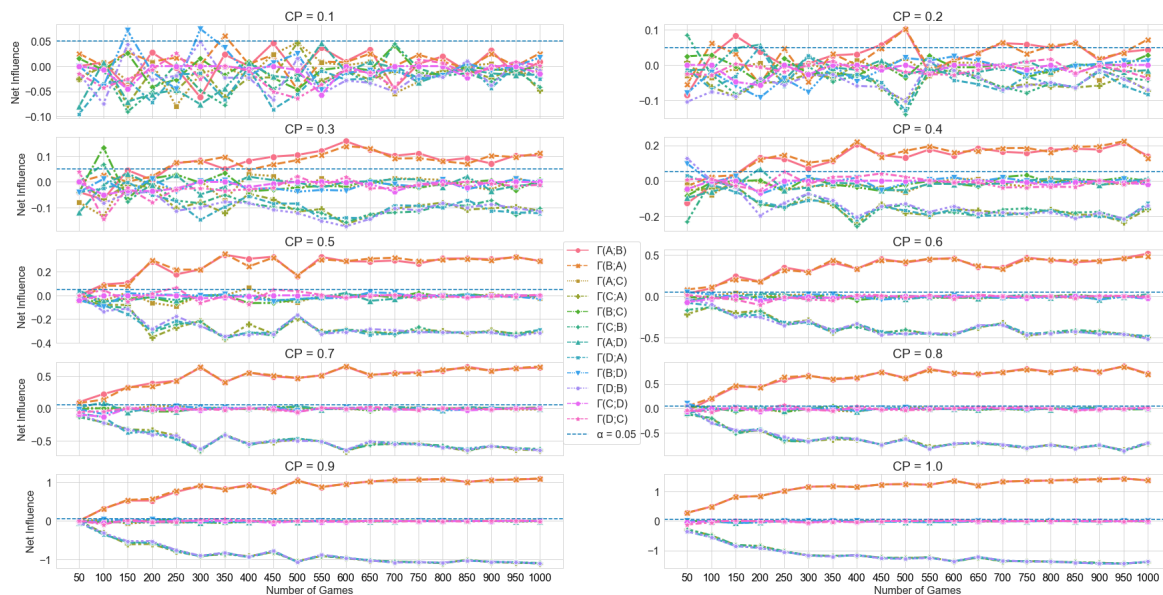 CP = 0.1
Net Influence
0.05
0.00
−0.05
−0.10
CP = 0.2
0.1
0.0
−0.1
CP = 0.3
Net Influence
0.1
0.0
−0.1
CP = 0.4
0.2
0.0
−0.2
CP = 0.5
Net Influence
0.2
0.0
−0.2
−0.4
Γ(A;B)
Γ(B;A)
Γ(A;C)
Γ(C;A)
Γ(B;C)
Γ(C;B)
Γ(A;D)
Γ(D;A)
Γ(B;D)
Γ(D;B)
Γ(C;D)
Γ(D;C)
α = 0.05
CP = 0.6
0.5
0.0
−0.5
CP = 0.7
Net Influence
0.5
0.0
−0.5
CP = 0.8
0.5
0.0
−0.5
CP = 0.9
Net Influence
1
0
−1
50 100 150 200 250 300 350 400 450 500 550 600 650 700 750 800 850 900 950 1000
Number of Games
CP = 1.0
1
0
−1
50 100 150 200 250 300 350 400 450 500 550 600 650 700 750 800 850 900 950 1000
Number of Games